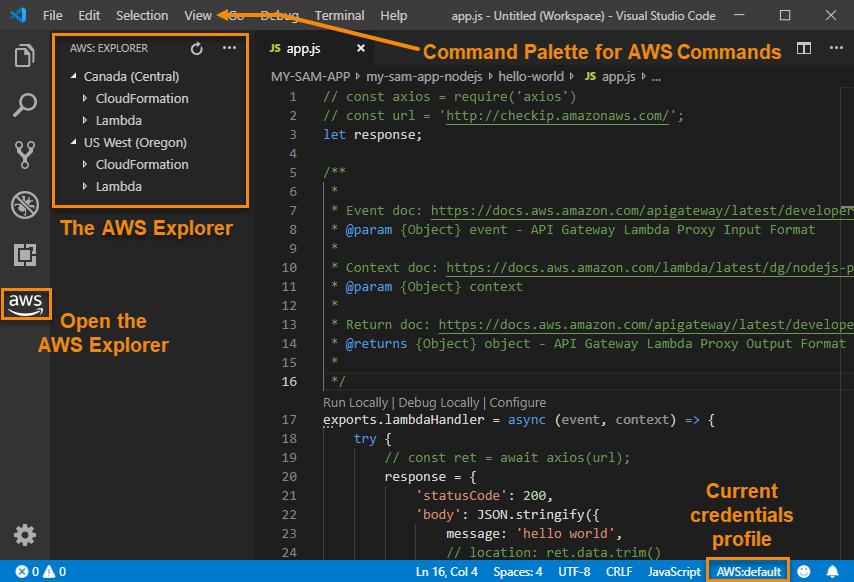 File Edit Selection View Go Debug Terminal Help app.js - Untitled (Workspace) - Visual Studio Code
AWS: EXPLORER
JS app.js
Command Palette for AWS Commands
MY-SAM-APP › my-sam-app-nodejs › hello-world › JS app.js › ...
Canada (Central)
CloudFormation
Lambda
US West (Oregon)
CloudFormation
Lambda
The AWS Explorer
aws
Open the
AWS Explorer
1 // const axios = require('axios')
2 // const url = 'http://checkip.amazonaws.com/';
3 let response;
4
5 /**
6 *
7 * Event doc: https://docs.aws.amazon.com/apigateway/latest/developer
8 * @param {Object} event - API Gateway Lambda Proxy Input Format
9 *
10 * Context doc: https://docs.aws.amazon.com/lambda/latest/dg/nodejs-p
11 * @param {Object} context
12 *
13 * Return doc: https://docs.aws.amazon.com/apigateway/latest/develope
14 * @returns {Object} object - API Gateway Lambda Proxy Output Format
15 *
16 */
Run Locally | Debug Locally | Configure
17 exports.lambdaHandler = async (event, context) => {
18 try {
19 // const ret = await axios(url);
20 response = {
21 'statusCode': 200,
22 'body': JSON.stringify({
23 message: 'hello world',
24 // location: ret.data.trim()
Current
credentials
profile
0 0 Ln 16, Col 4 Spaces: 4 UTF-8 CRLF JavaScript AWS:default